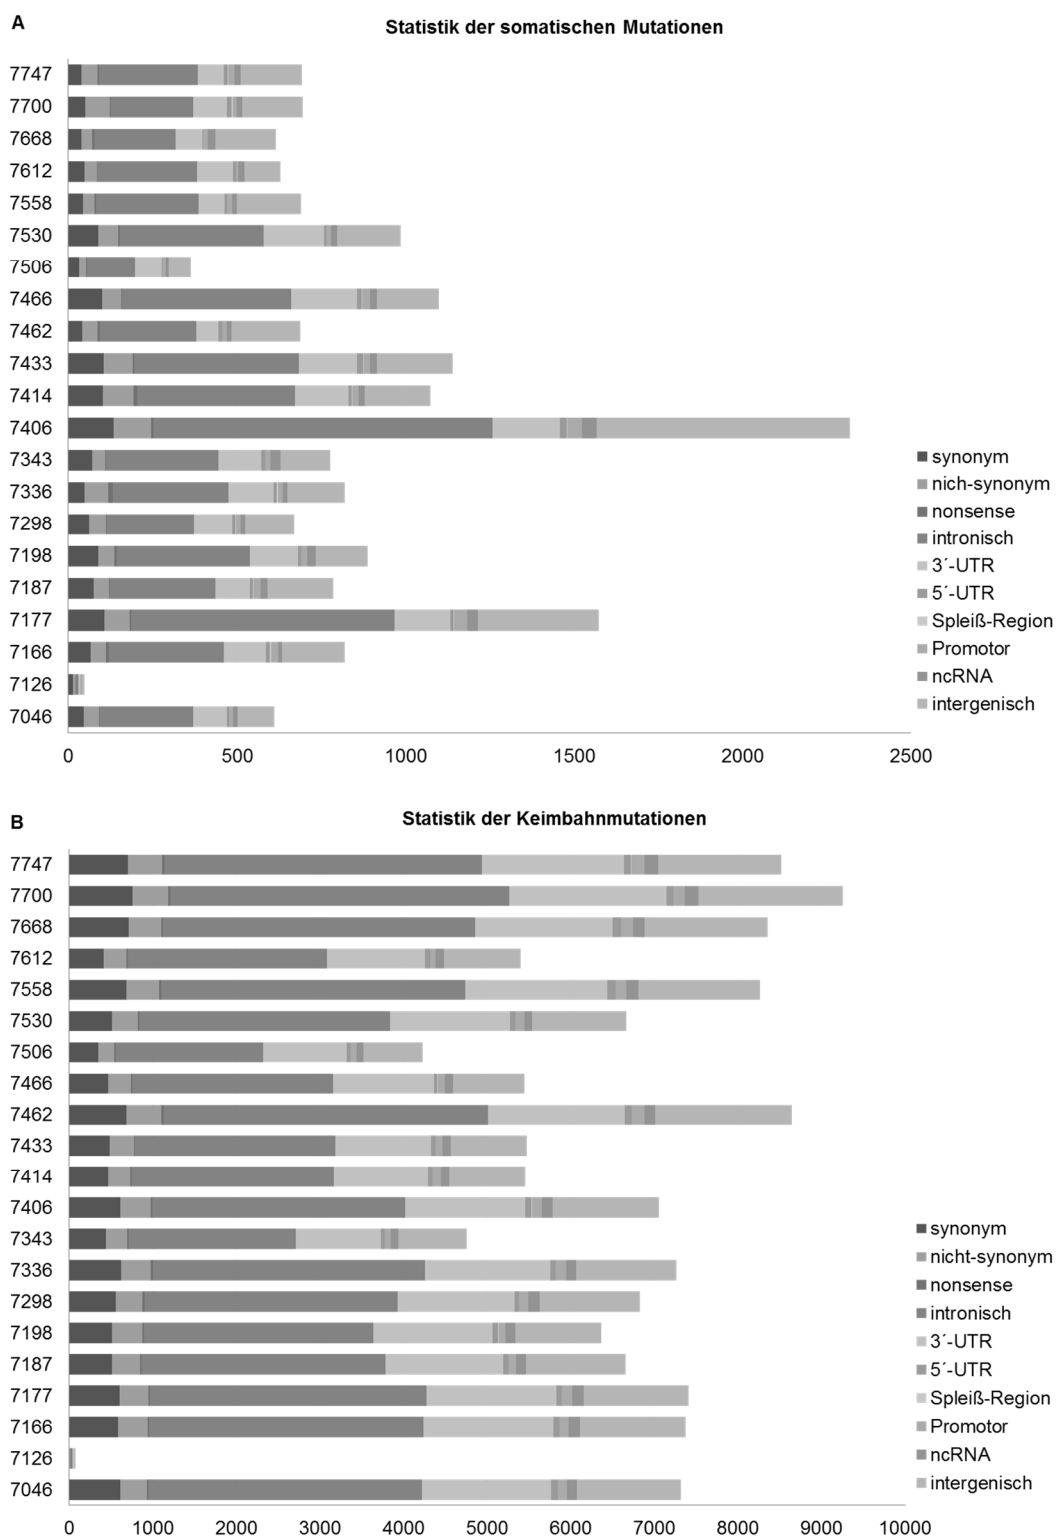 A
Statistik der somatischen Mutationen
7747
7700
7668
7612
7558
7530
7506
7466
7462
7433
7414
7406
7343
7336
7298
7198
7187
7177
7166
7126
7046
synonym
nich-synonym
nonsense
intronisch
3´-UTR
5´-UTR
Spleiß-Region
Promotor
ncRNA
intergenisch
0 500 1000 1500 2000 2500
B
Statistik der Keimbahnmutationen
7747
7700
7668
7612
7558
7530
7506
7466
7462
7433
7414
7406
7343
7336
7298
7198
7187
7177
7166
7126
7046
synonym
nicht-synonym
nonsense
intronisch
3´-UTR
5´-UTR
Spleiß-Region
Promotor
ncRNA
intergenisch
0 1000 2000 3000 4000 5000 6000 7000 8000 9000 10000